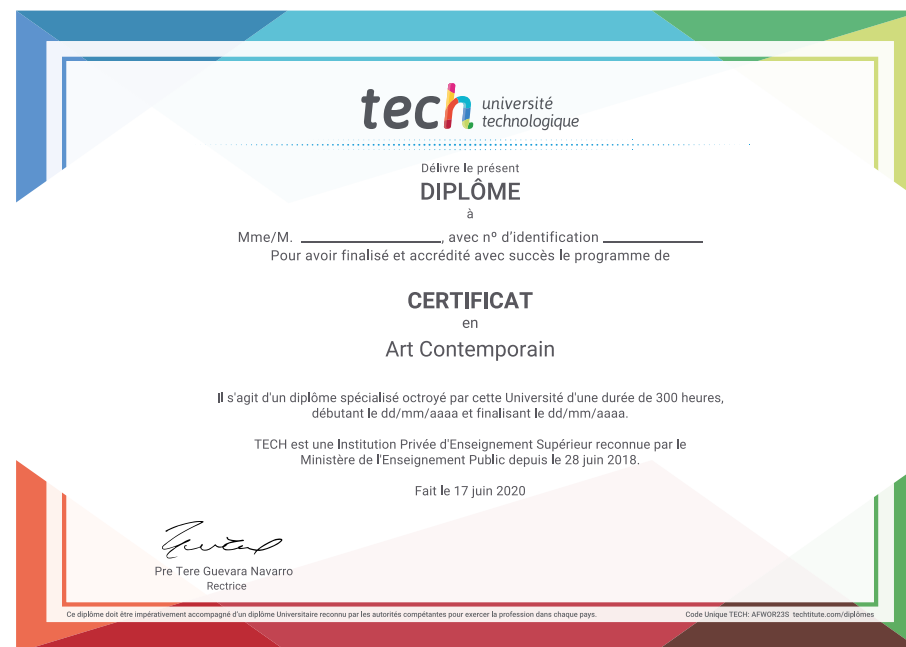 tech université
technologique
Délivre le présent
DIPLÔME
à
Mme/M. ____________________, avec nº d'identification ______________
Pour avoir finalisé et accrédité avec succès le programme de
CERTIFICAT
en
Art Contemporain
Il s'agit d'un diplôme spécialisé octroyé par cette Université d'une durée de 300 heures,
débutant le dd/mm/aaaa et finalisant le dd/mm/aaaa.
TECH est une Institution Privée d'Enseignement Supérieur reconnue par le
Ministère de l'Enseignement Public depuis le 28 juin 2018.
Fait le 17 juin 2020
Pre Tere Guevara Navarro
Rectrice
Ce diplôme doit être impérativement accompagné d'un diplôme Universitaire reconnu par les autorités compétantes pour exercer la profession dans chaque pays. Code Unique TECH: AFWOR23S techtitute.com/diplômes